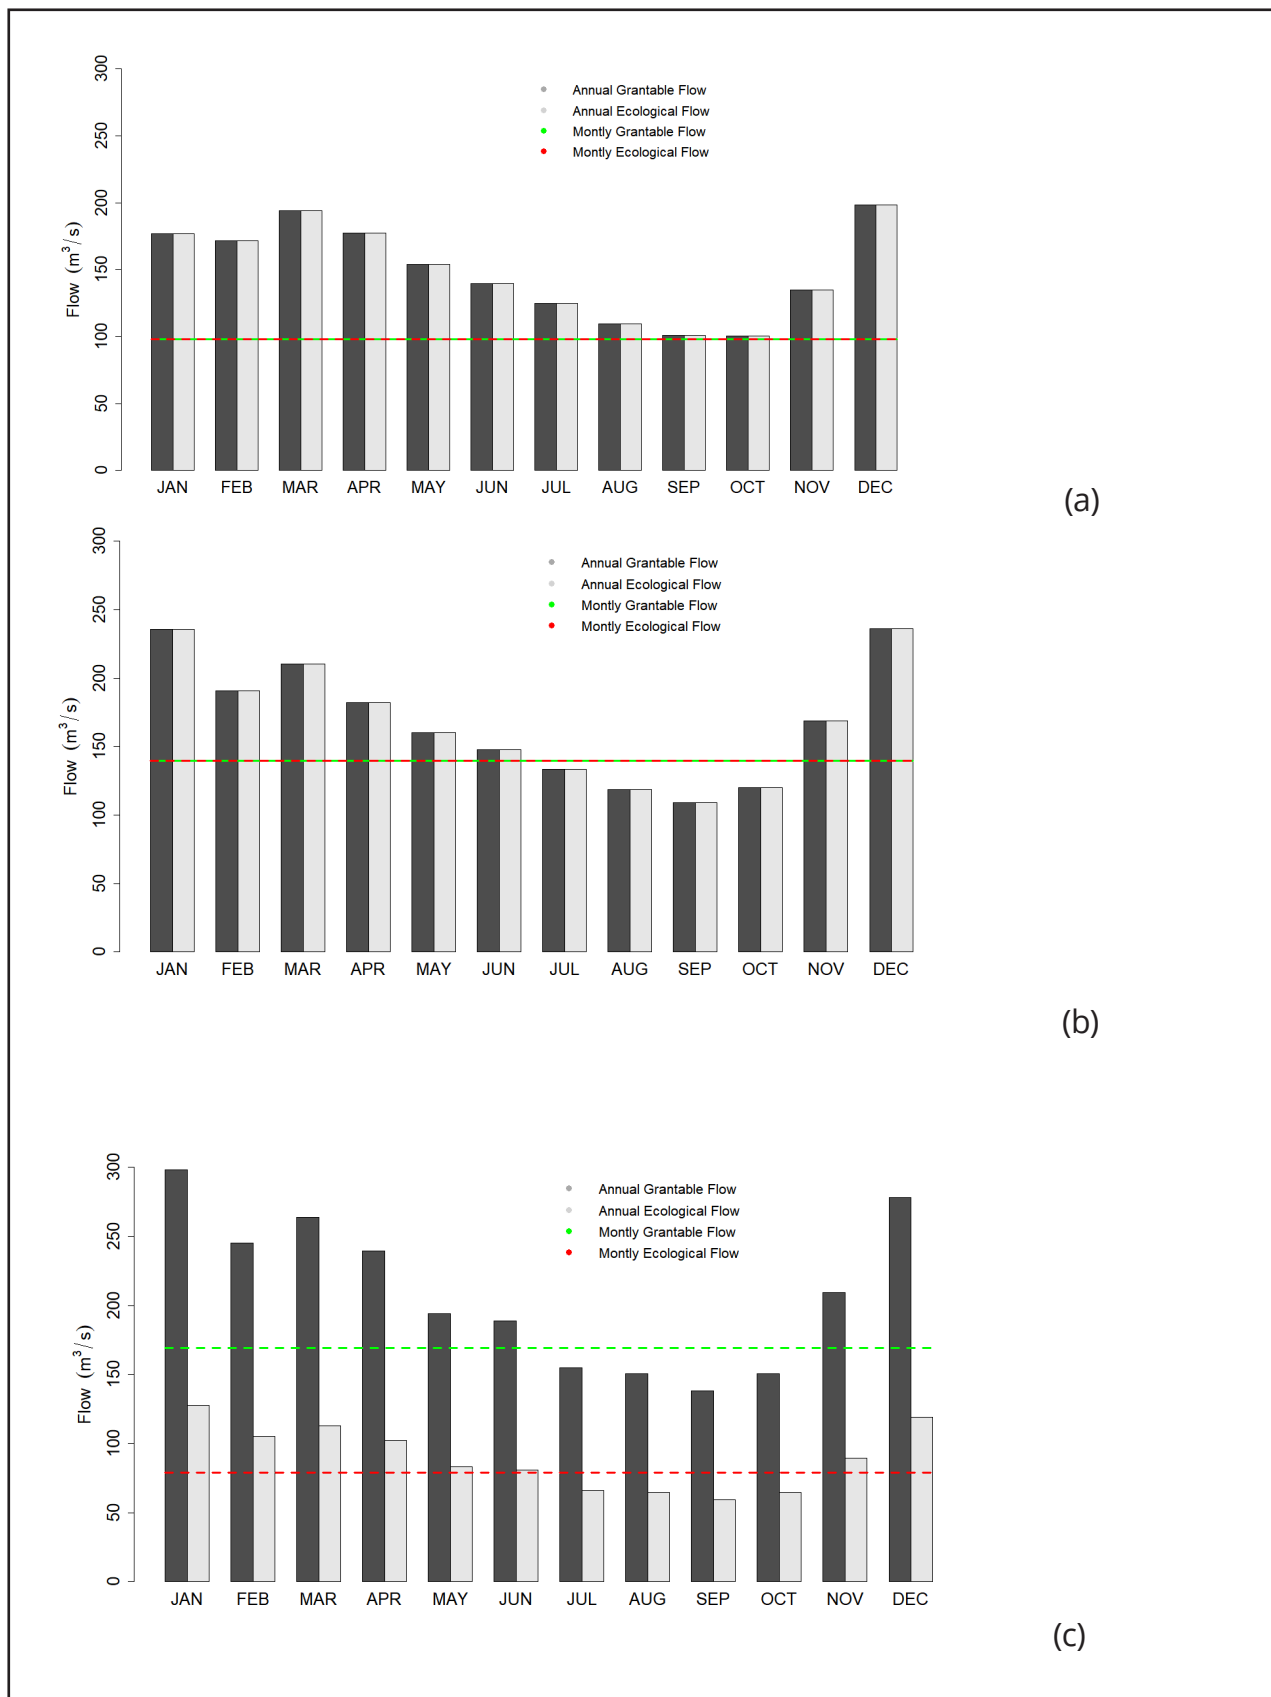 300
250
200
150
100
50
0
Flow (m³/s)
Annual Grantable Flow
Annual Ecological Flow
Montly Grantable Flow
Montly Ecological Flow
JAN FEB MAR APR MAY JUN JUL AUG SEP OCT NOV DEC
(a)
300
250
200
150
100
50
0
Flow (m³/s)
Annual Grantable Flow
Annual Ecological Flow
Montly Grantable Flow
Montly Ecological Flow
JAN FEB MAR APR MAY JUN JUL AUG SEP OCT NOV DEC
(b)
300
250
200
150
100
50
0
Flow (m³/s)
Annual Grantable Flow
Annual Ecological Flow
Montly Grantable Flow
Montly Ecological Flow
JAN FEB MAR APR MAY JUN JUL AUG SEP OCT NOV DEC
(c)